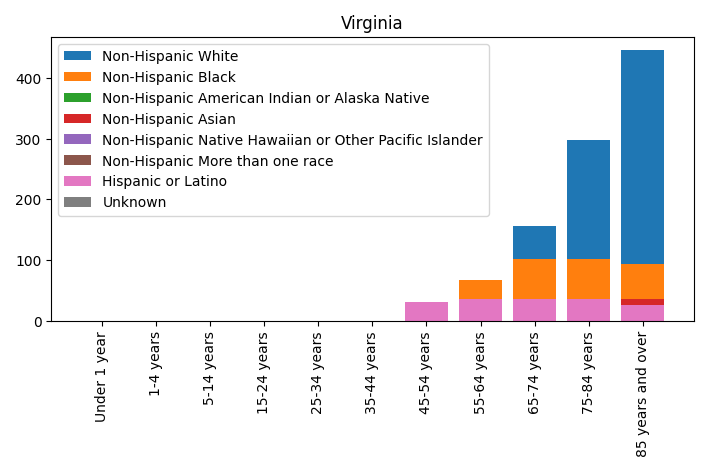 Virginia
Non-Hispanic White
Non-Hispanic Black
Non-Hispanic American Indian or Alaska Native
Non-Hispanic Asian
Non-Hispanic Native Hawaiian or Other Pacific Islander
Non-Hispanic More than one race
Hispanic or Latino
Unknown
400
300
200
100
0
Under 1 year
1-4 years
5-14 years
15-24 years
25-34 years
35-44 years
45-54 years
55-64 years
65-74 years
75-84 years
85 years and over